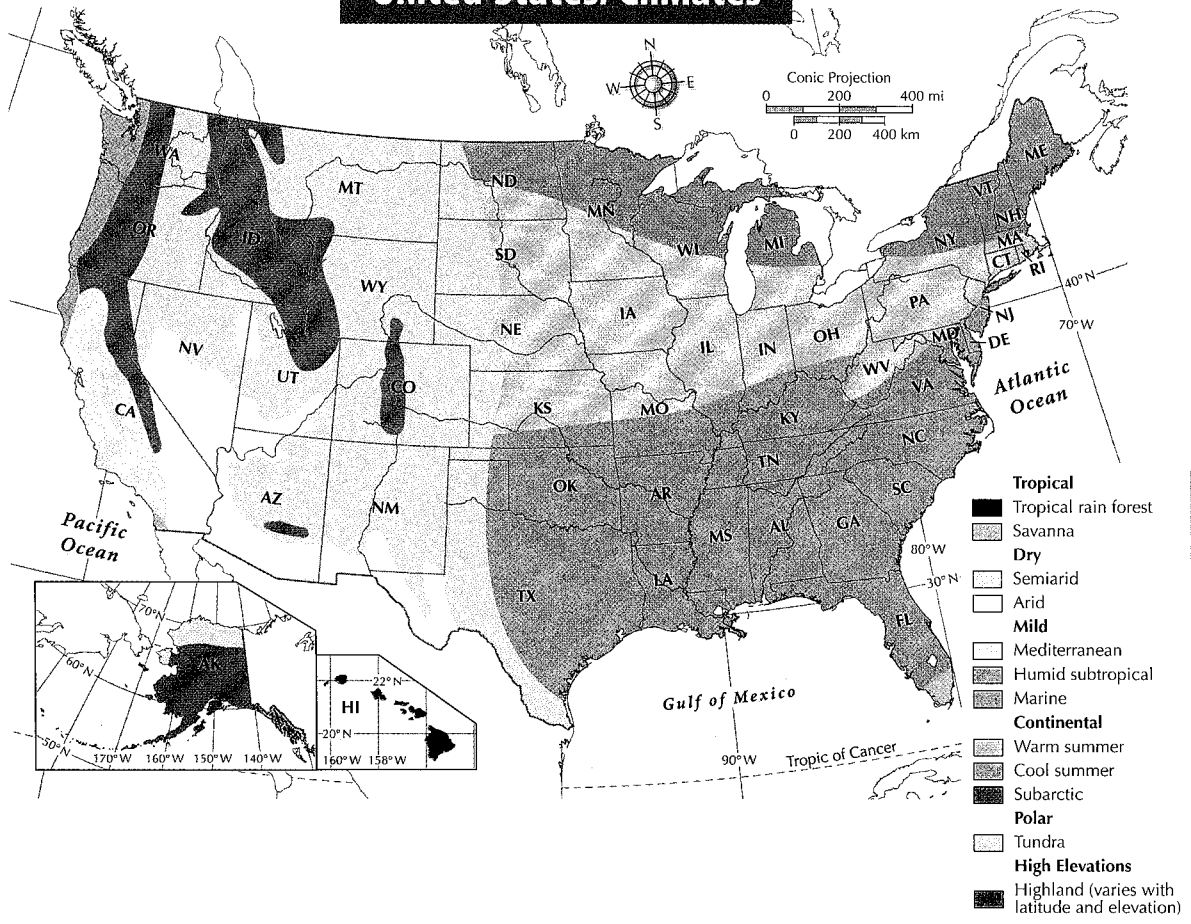 United States: Climates
N
W
E
S
Conic Projection
0 200 400 mi
0 200 400 km
WA
OR
ID
MT
WY
NV
UT
CO
CA
AZ
NM
ND
SD
NE
KS
OK
TX
MN
IA
MO
AR
LA
WI
IL
MI
IN
OH
KY
TN
MS
AL
GA
FL
SC
NC
VA
WV
MD
DE
NJ
PA
NY
CT
RI
MA
VT
NH
ME
40°N
70°W
Atlantic
Ocean
Pacific
Ocean
80°W
30°N
Gulf of Mexico
90°W
Tropic of Cancer
70°N
60°N
50°N
AK
170°W 160°W 150°W 140°W
22°N
HI
20°N
160°W 158°W
Tropical
Tropical rain forest
Savanna
Dry
Semiarid
Arid
Mild
Mediterranean
Humid subtropical
Marine
Continental
Warm summer
Cool summer
Subarctic
Polar
Tundra
High Elevations
Highland (varies with
latitude and elevation)